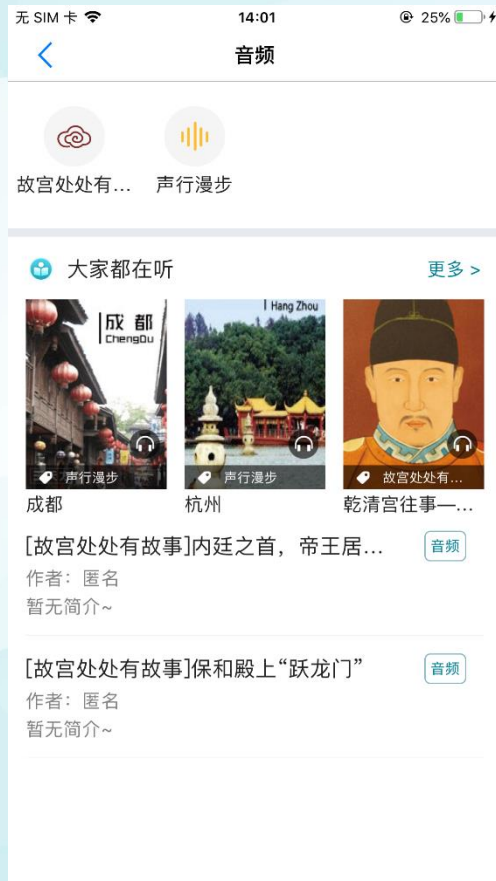 无 SIM 卡 14:01 25%
音频
故宫处处有... 声行漫步
大家都在听 更多 >
成都 ChengDu
Hang Zhou
声行漫步 声行漫步 故宫处处有...
成都 杭州 乾清宫往事—...
[故宫处处有故事]内廷之首，帝王居... 音频
作者：匿名
暂无简介~
[故宫处处有故事]保和殿上“跃龙门” 音频
作者：匿名
暂无简介~